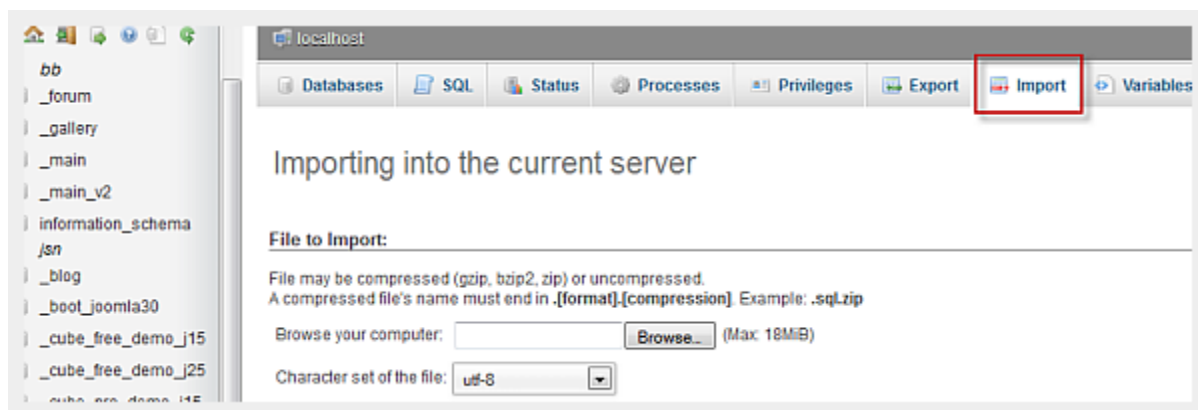 bb
_forum
_gallery
_main
_main_v2
information_schema
jsn
_blog
_boot_joomla30
_cube_free_demo_j15
_cube_free_demo_j25
localhost
Databases SQL Status Processes Privileges Export Import Variables
Importing into the current server
File to Import:
File may be compressed (gzip, bzip2, zip) or uncompressed.
A compressed file's name must end in .[format].[compression]. Example: .sql.zip
Browse your computer: Browse... (Max: 18MiB)
Character set of the file: utf-8